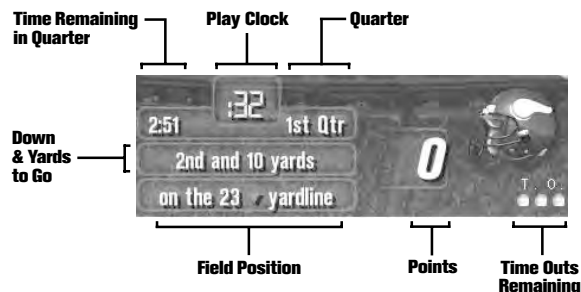 Time Remaining
in Quarter
Play Clock
Quarter
:32
2:51
1st Qtr
Down
& Yards
to Go
2nd and 10 yards
0
T. O.
on the 23 yardline
Field Position
Points
Time Outs
Remaining